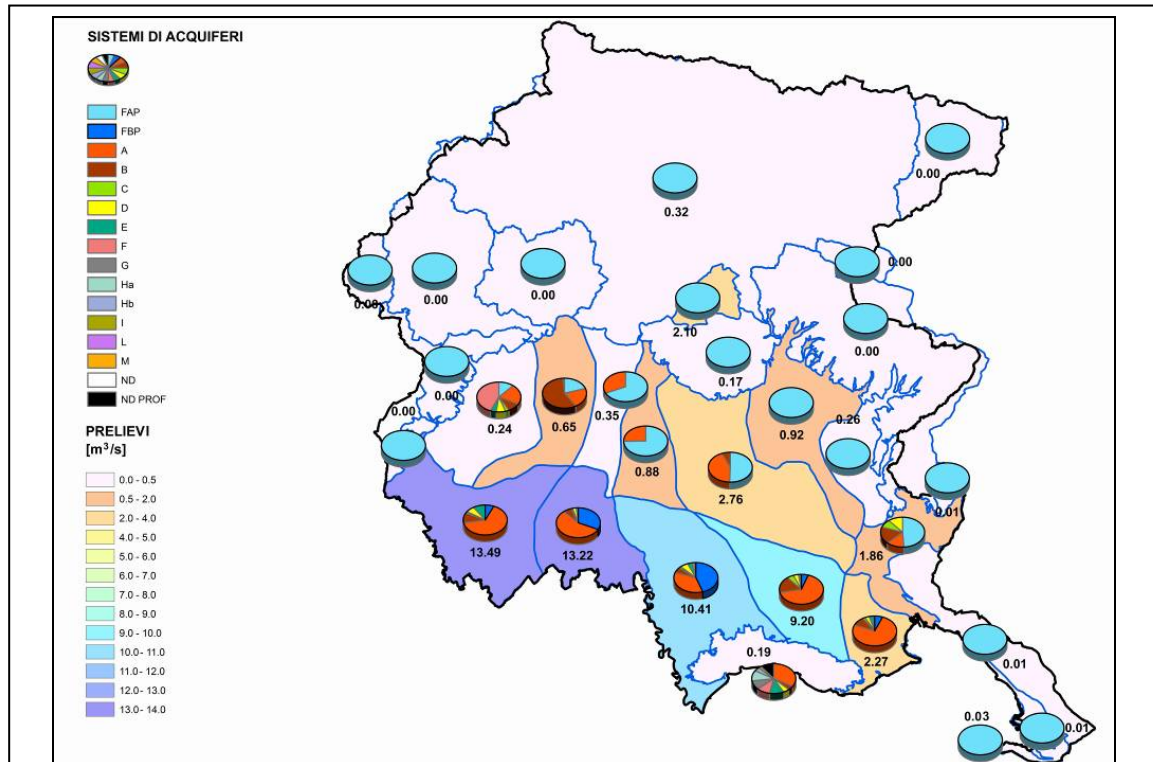 SISTEMI DI ACQUIFERI
FAP
FBP
A
B
C
D
E
F
G
Ha
Hb
I
L
M
ND
ND PROF
PRELIEVI
[m³/s]
0.0 - 0.5
0.5 - 2.0
2.0 - 4.0
4.0 - 5.0
5.0 - 6.0
6.0 - 7.0
7.0 - 8.0
8.0 - 9.0
9.0 - 10.0
10.0 - 11.0
11.0 - 12.0
12.0 - 13.0
13.0 - 14.0
0.00
0.32
0.00
0.00
0.00
0.00
2.10
0.00
0.17
0.00
0.00
0.24
0.65
0.35
0.92
0.26
0.88
2.76
0.01
13.49
13.22
1.86
10.41
9.20
2.27
0.19
0.01
0.03
0.01